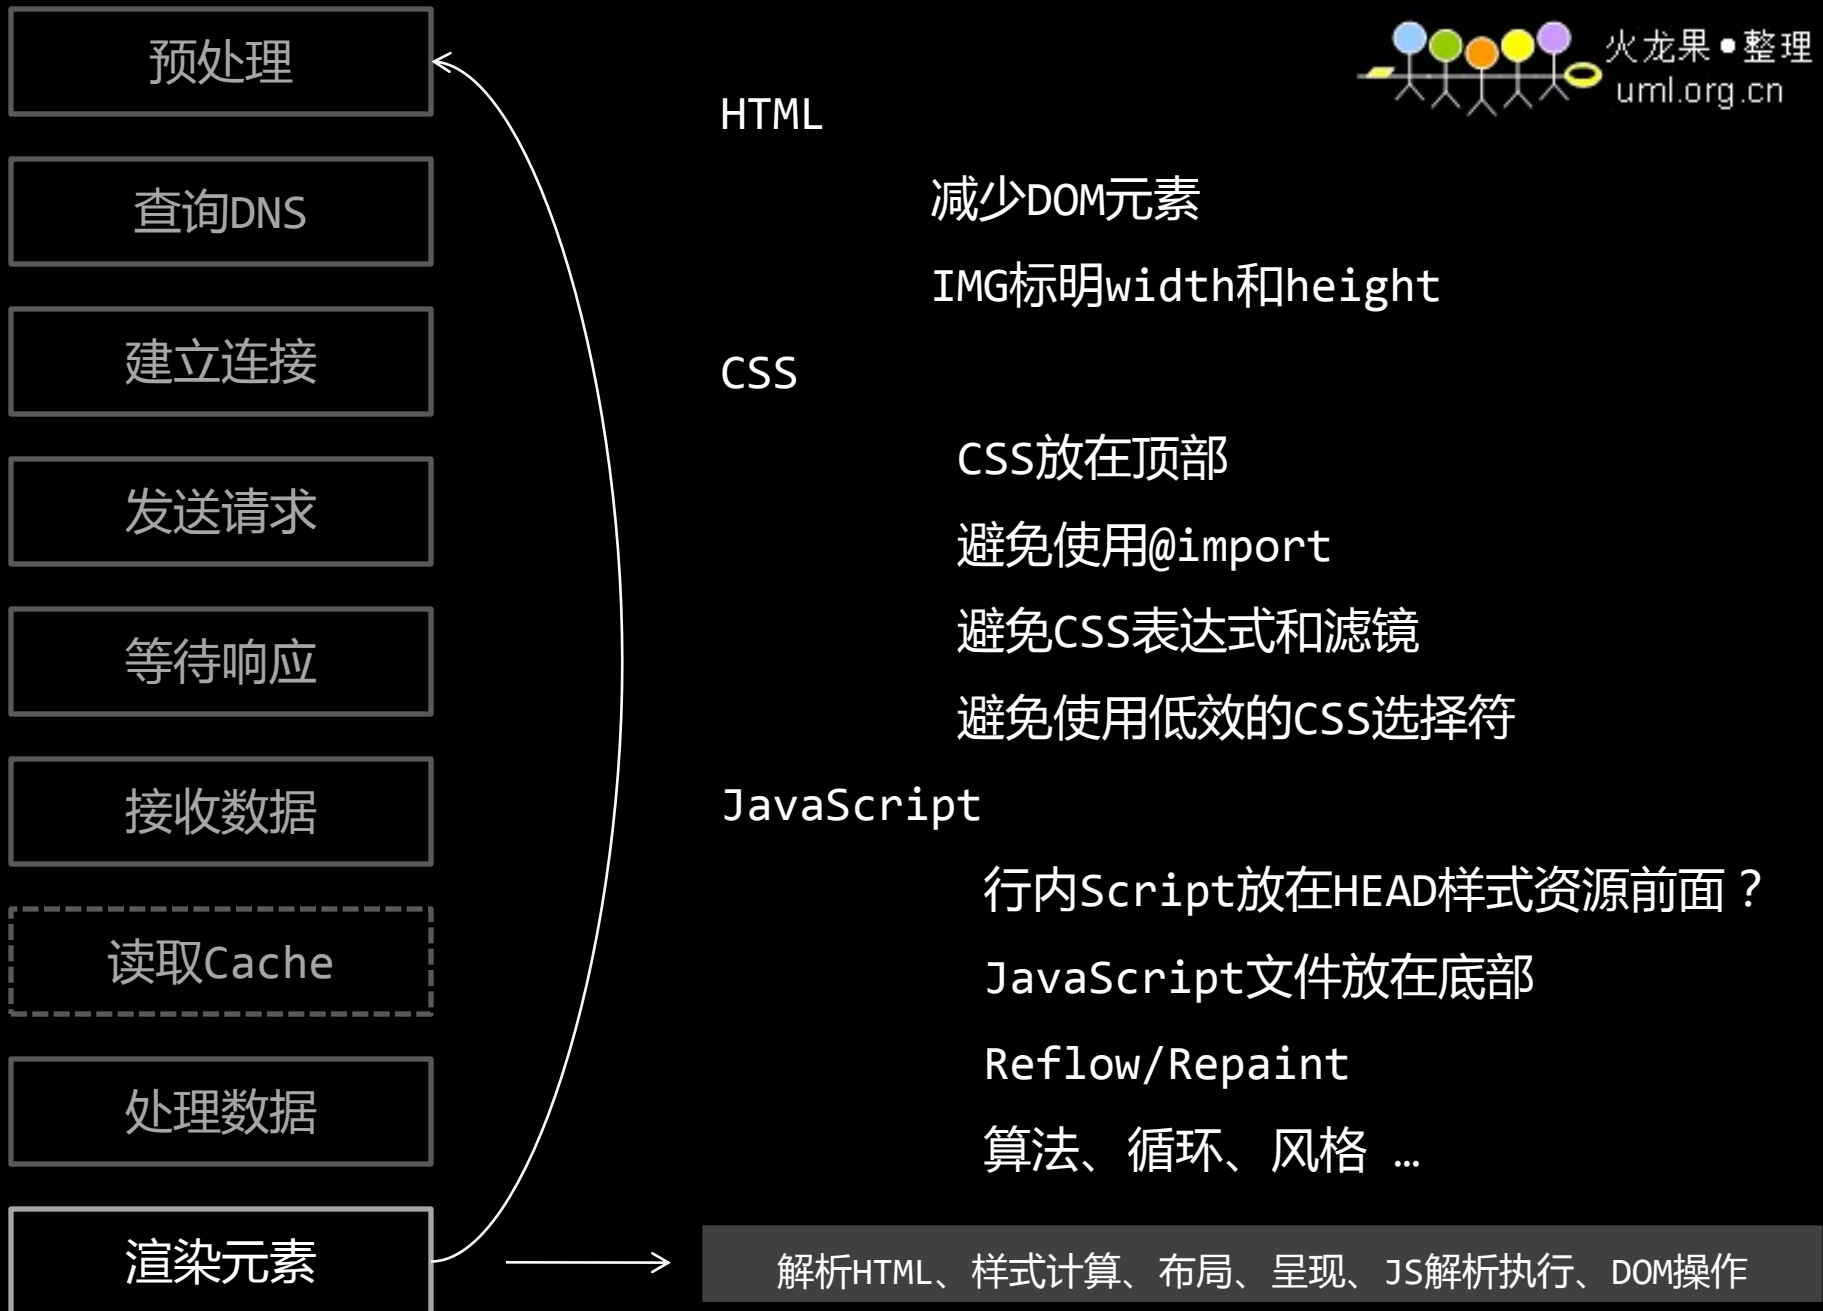 预处理
查询DNS
建立连接
发送请求
等待响应
接收数据
读取Cache
处理数据
渲染元素
火龙果•整理
uml.org.cn
HTML
减少DOM元素
IMG标明width和height
CSS
CSS放在顶部
避免使用@import
避免CSS表达式和滤镜
避免使用低效的CSS选择符
JavaScript
行内Script放在HEAD样式资源前面？
JavaScript文件放在底部
Reflow/Repaint
算法、循环、风格 …
解析HTML、样式计算、布局、呈现、JS解析执行、DOM操作